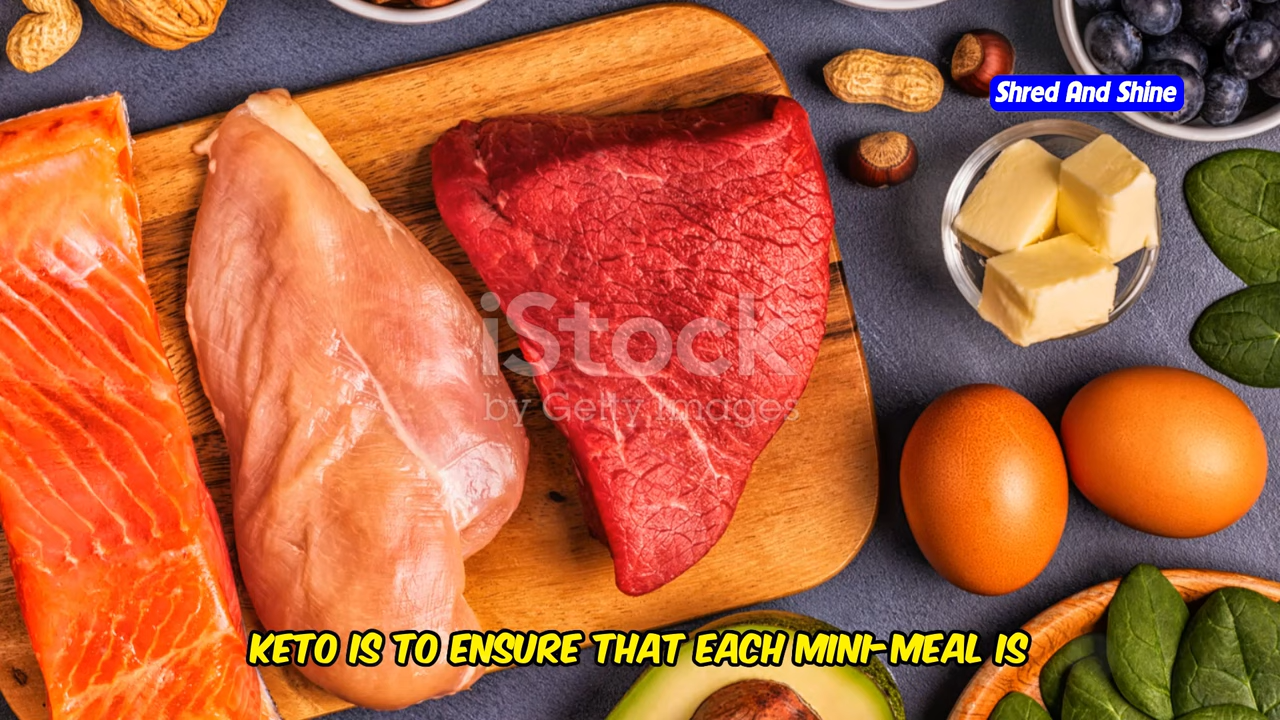 Shred And Shine
iStock
by Getty Images
KETO IS TO ENSURE THAT EACH MINI-MEAL IS